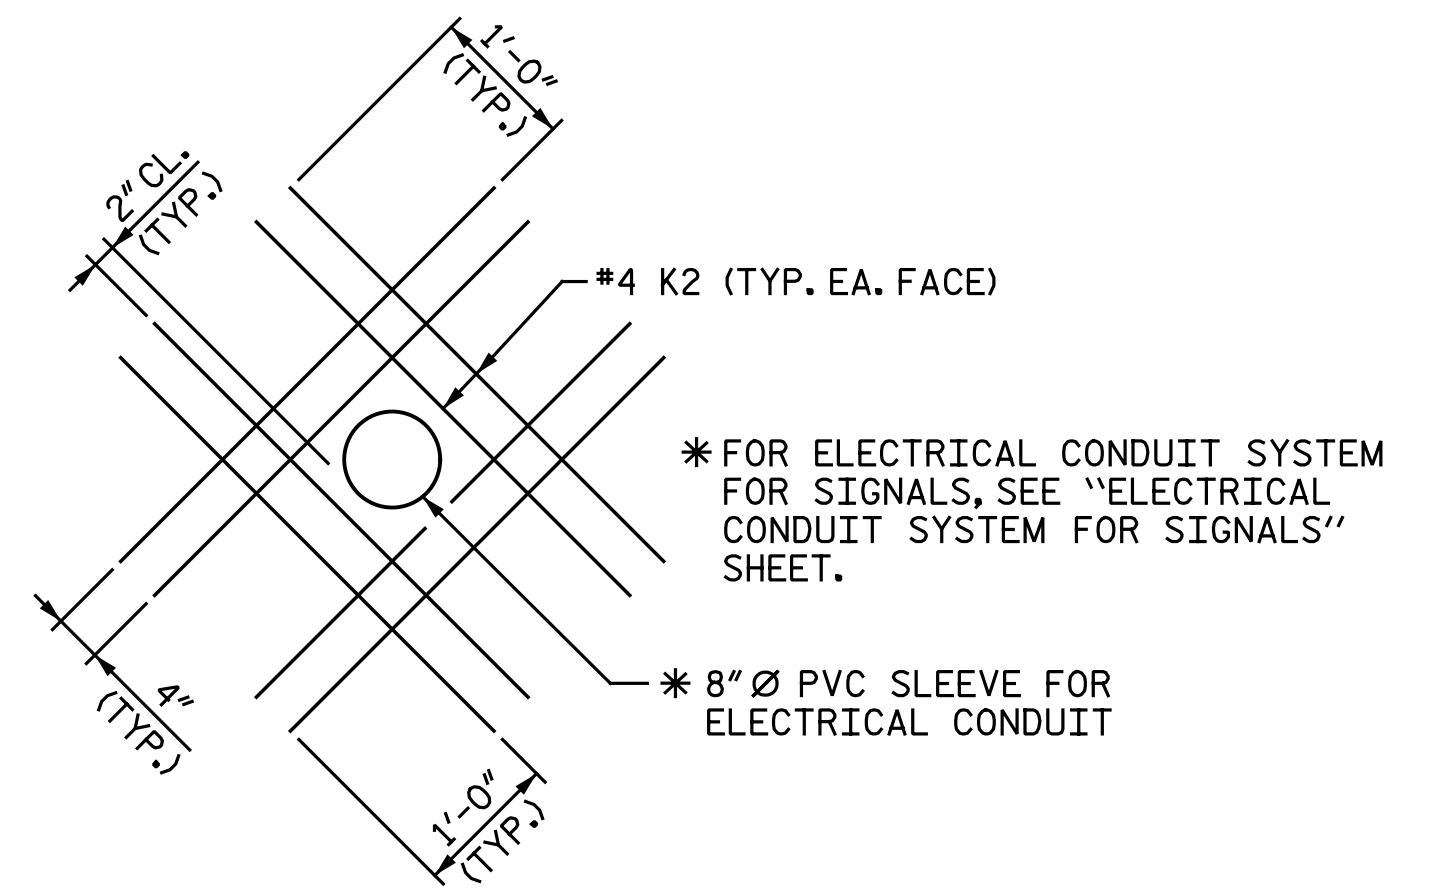 1'-0"
(TYP.)
2" CL.
(TYP.)
#4 K2 (TYP. EA. FACE)
* FOR ELECTRICAL CONDUIT SYSTEM
FOR SIGNALS, SEE "ELECTRICAL
CONDUIT SYSTEM FOR SIGNALS"
SHEET.
* 8"Ø PVC SLEEVE FOR
ELECTRICAL CONDUIT
4"
(TYP.)
1'-0"
(TYP.)